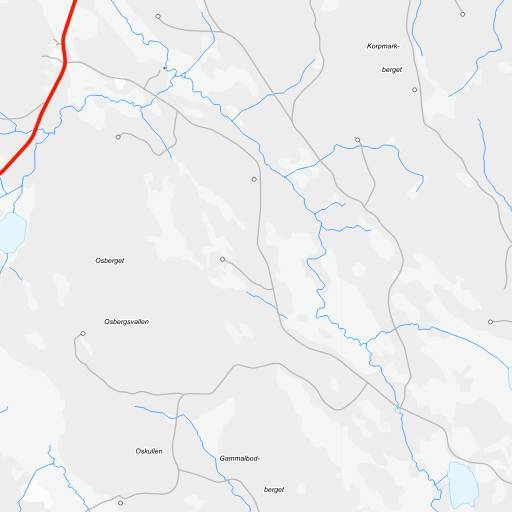 Korpmark-
berget
Osberget
Osbergsvallen
Oskullen
Gammalbod-
berget